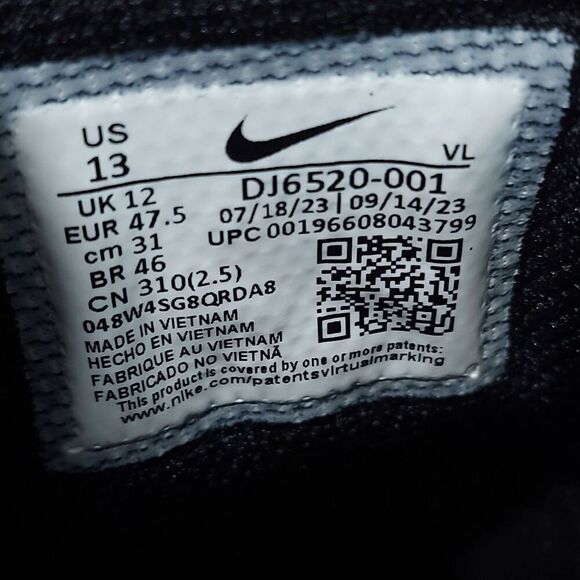 US
13
VL
UK 12
EUR 47.5
cm 31
BR 46
CN 310(2.5)
DJ6520-001
07/18/23 | 09/14/23
UPC 00196608043799
048W4SG8QRDA8
MADE IN VIETNAM
HECHO EN VIETNAM
FABRIQUE AU VIETNAM
FABRICADO NO VIETNÃ
This product is covered by one or more patents:
www.nike.com/patentsvirtualmarking